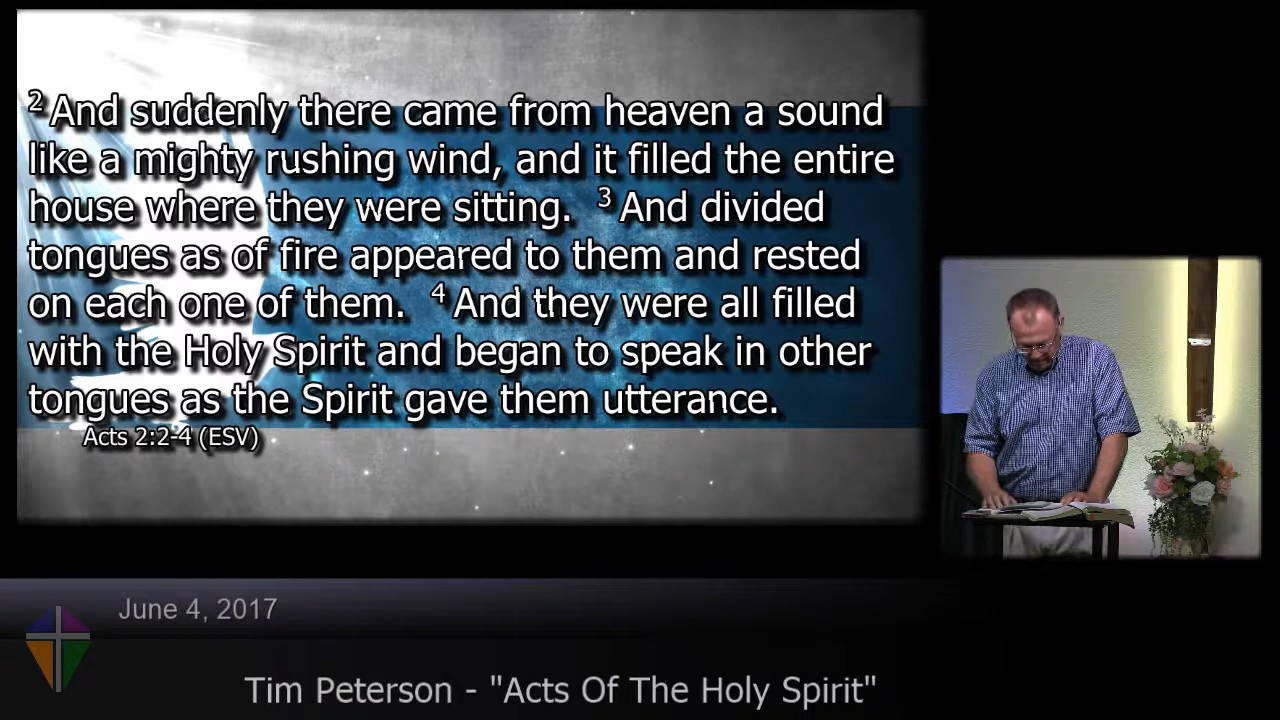 2 And suddenly there came from heaven a sound
like a mighty rushing wind, and it filled the entire
house where they were sitting. 3 And divided
tongues as of fire appeared to them and rested
on each one of them. 4 And they were all filled
with the Holy Spirit and began to speak in other
tongues as the Spirit gave them utterance.
Acts 2:2-4 (ESV)
June 4, 2017
Tim Peterson - "Acts Of The Holy Spirit"